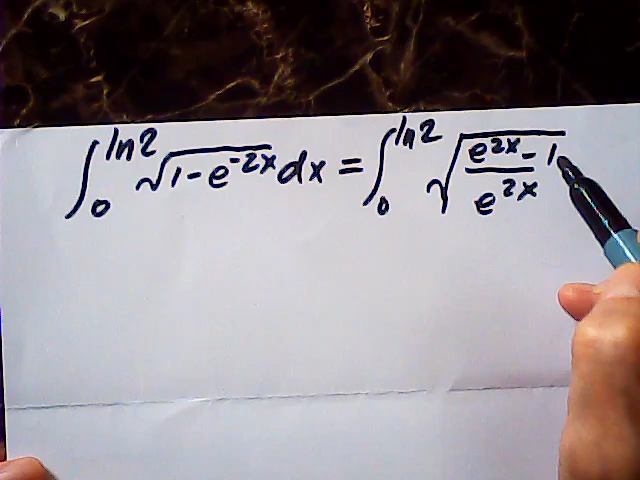 ∫₀^{ln2} √(1-e^{-2x}) dx = ∫₀^{ln2} √((e^{2x}-1)/e^{2x})